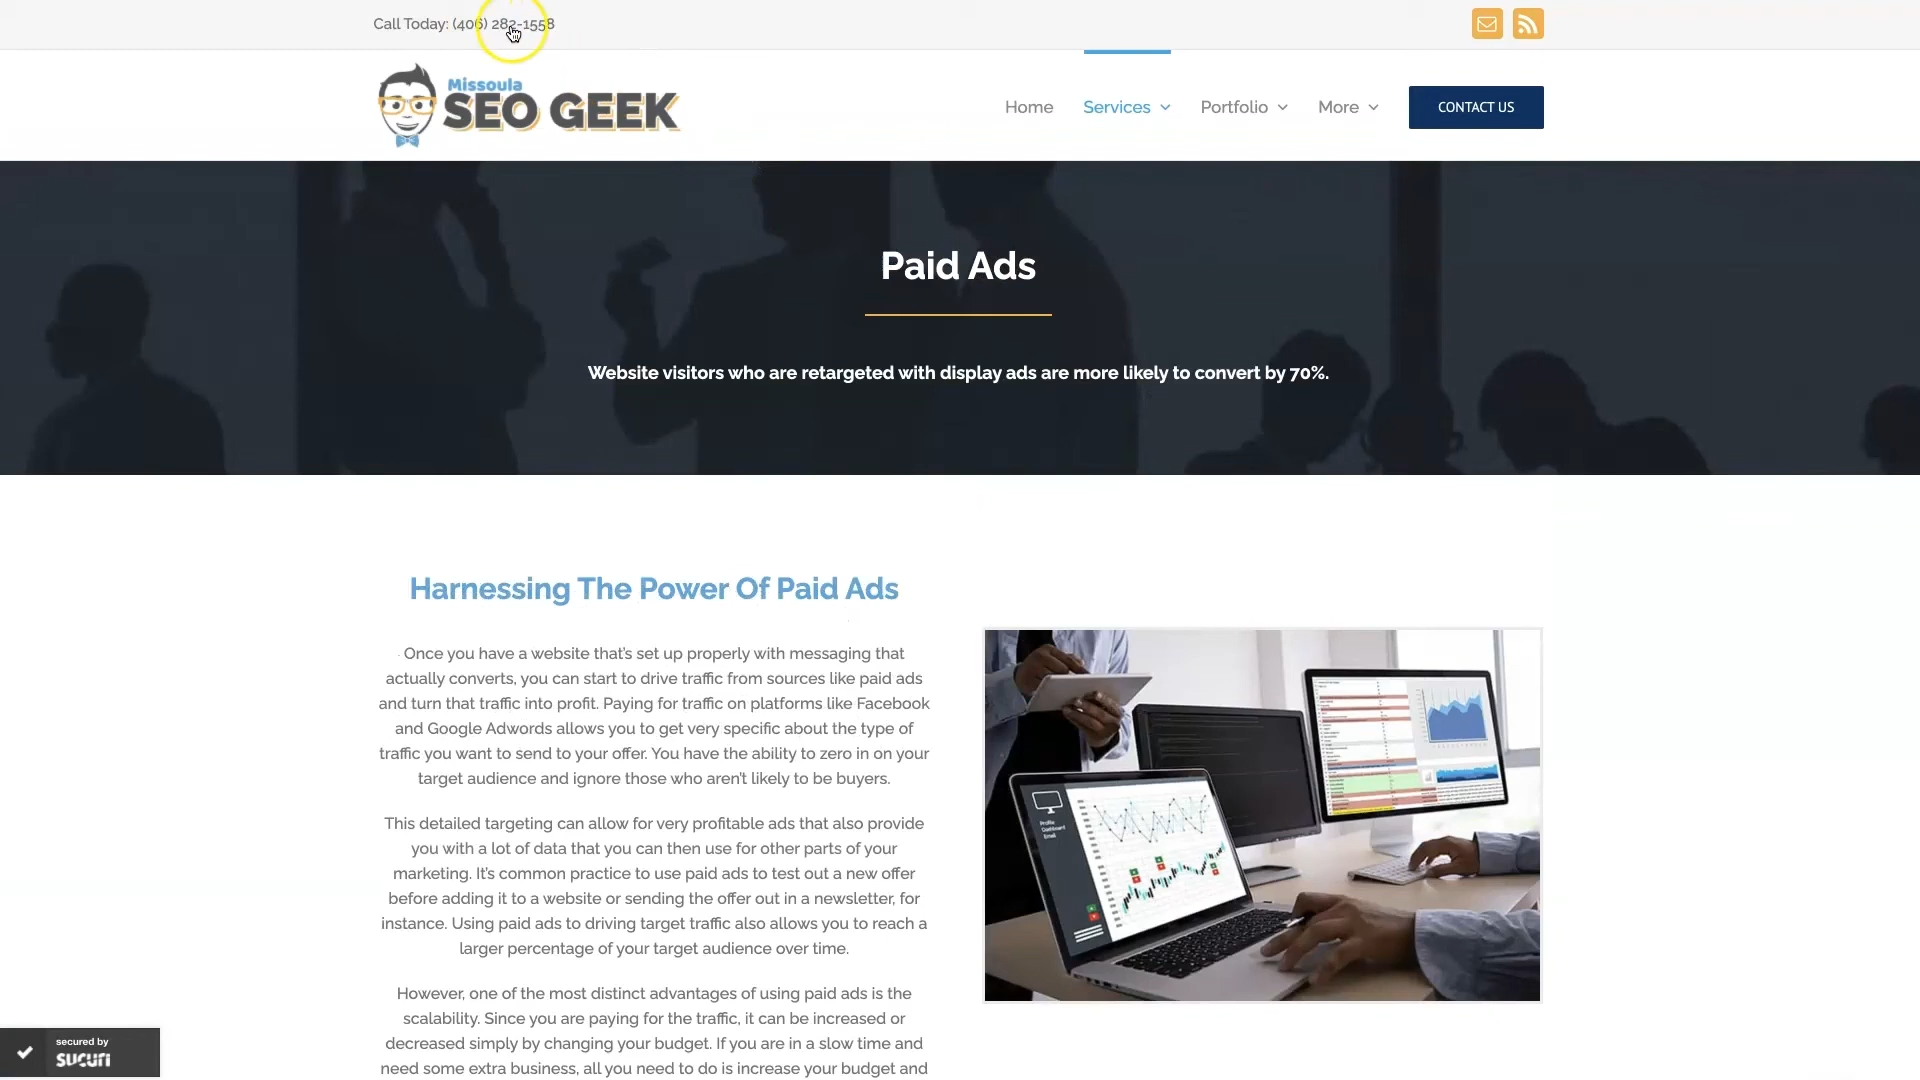 Call Today: (406) 282-1558
Missoula
SEO GEEK
Home
Services
Portfolio
More
CONTACT US
Paid Ads
Website visitors who are retargeted with display ads are more likely to convert by 70%.
Harnessing The Power Of Paid Ads
Once you have a website that's set up properly with messaging that
actually converts, you can start to drive traffic from sources like paid ads
and turn that traffic into profit. Paying for traffic on platforms like Facebook
and Google Adwords allows you to get very specific about the type of
traffic you want to send to your offer. You have the ability to zero in on your
target audience and ignore those who aren't likely to be buyers.
This detailed targeting can allow for very profitable ads that also provide
you with a lot of data that you can then use for other parts of your
marketing. It's common practice to use paid ads to test out a new offer
before adding it to a website or sending the offer out in a newsletter, for
instance. Using paid ads to driving target traffic also allows you to reach a
larger percentage of your target audience over time.
However, one of the most distinct advantages of using paid ads is the
scalability. Since you are paying for the traffic, it can be increased or
decreased simply by changing your budget. If you are in a slow time and
need some extra business, all you need to do is increase your budget and
Profile
Dashboard
Email
secured by
sucuri